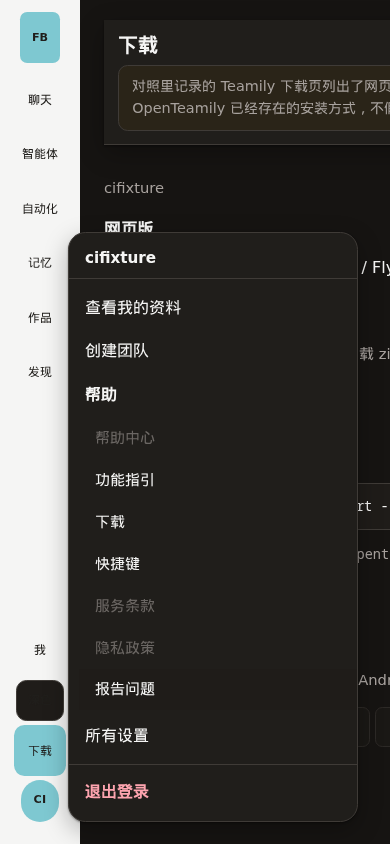 FB
聊天
智能体
自动化
记忆
作品
发现
我
下载
CI
下载
对照里记录的 Teamily 下载页列出了网页
OpenTeamily 已经存在的安装方式，不
cifixture
网页版
/ Fly
载 zi
rt -
pent
Andr
cifixture
查看我的资料
创建团队
帮助
帮助中心
功能指引
下载
快捷键
服务条款
隐私政策
报告问题
所有设置
退出登录